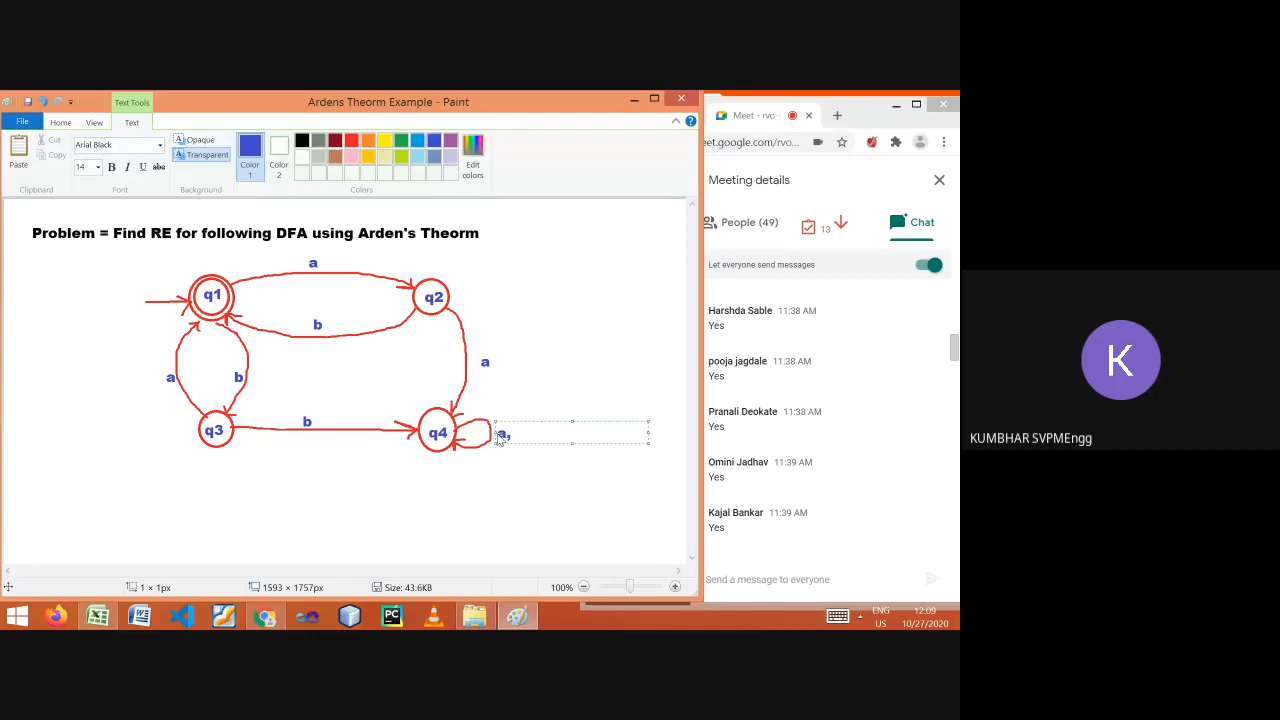 Text Tools
Ardens Theorm Example - Paint
File
Home
View
Text
Paste
Cut
Copy
Clipboard
Arial Black
14
B I U abc
Font
Opaque
Transparent
Background
Color 1
Color 2
Edit colors
Colors
Problem = Find RE for following DFA using Arden's Theorm
a
q1
q2
b
a
a
b
b
q3
q4
a,
1 × 1px
1593 × 1757px
Size: 43.6KB
100%
Meet - rvo
eet.google.com/rvo...
Meeting details
People (49)
13
Chat
Let everyone send messages
Harshda Sable 11:38 AM
Yes
pooja jagdale 11:38 AM
Yes
Pranali Deokate 11:38 AM
Yes
Omini Jadhav 11:39 AM
Yes
Kajal Bankar 11:39 AM
Yes
Send a message to everyone
PC
ENG
US
12:09
10/27/2020
K
KUMBHAR SVPMEngg